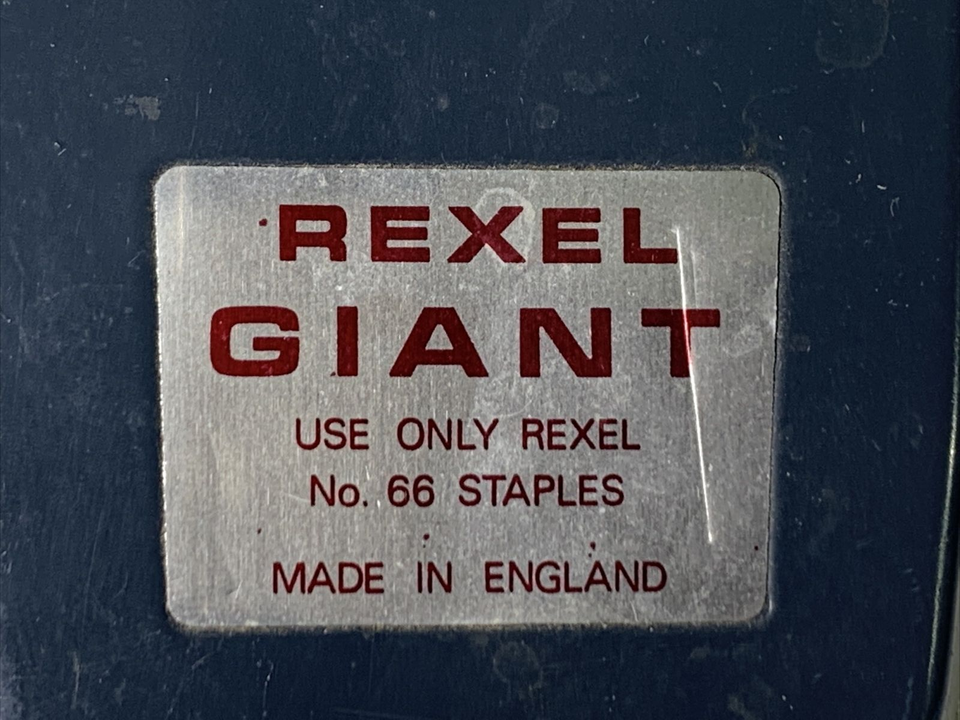 REXEL
GIANT
USE ONLY REXEL
No. 66 STAPLES
MADE IN ENGLAND